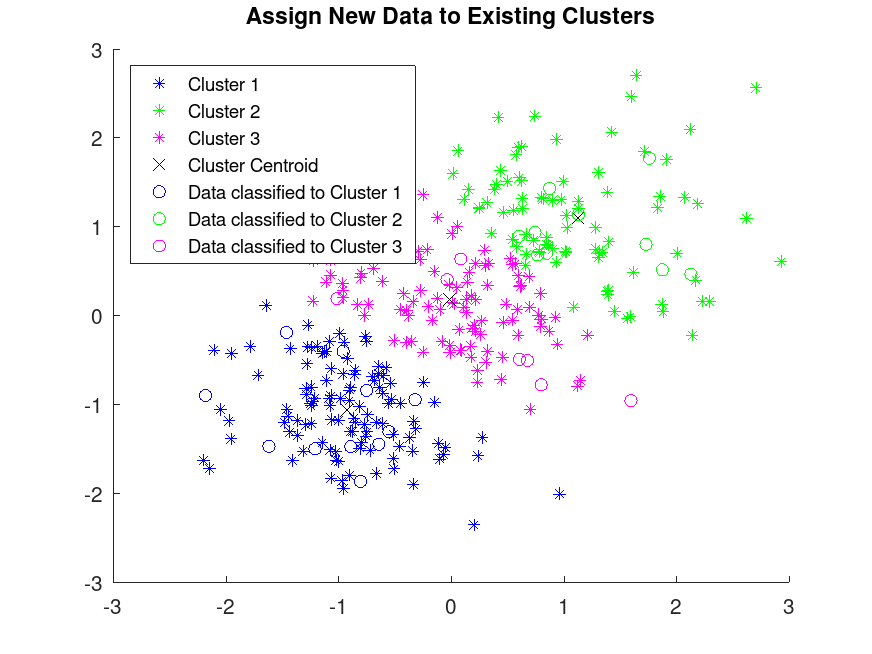 Assign New Data to Existing Clusters
3
2
1
0
-1
-2
-3
Cluster 1
Cluster 2
Cluster 3
Cluster Centroid
Data classified to Cluster 1
Data classified to Cluster 2
Data classified to Cluster 3
-3 -2 -1 0 1 2 3